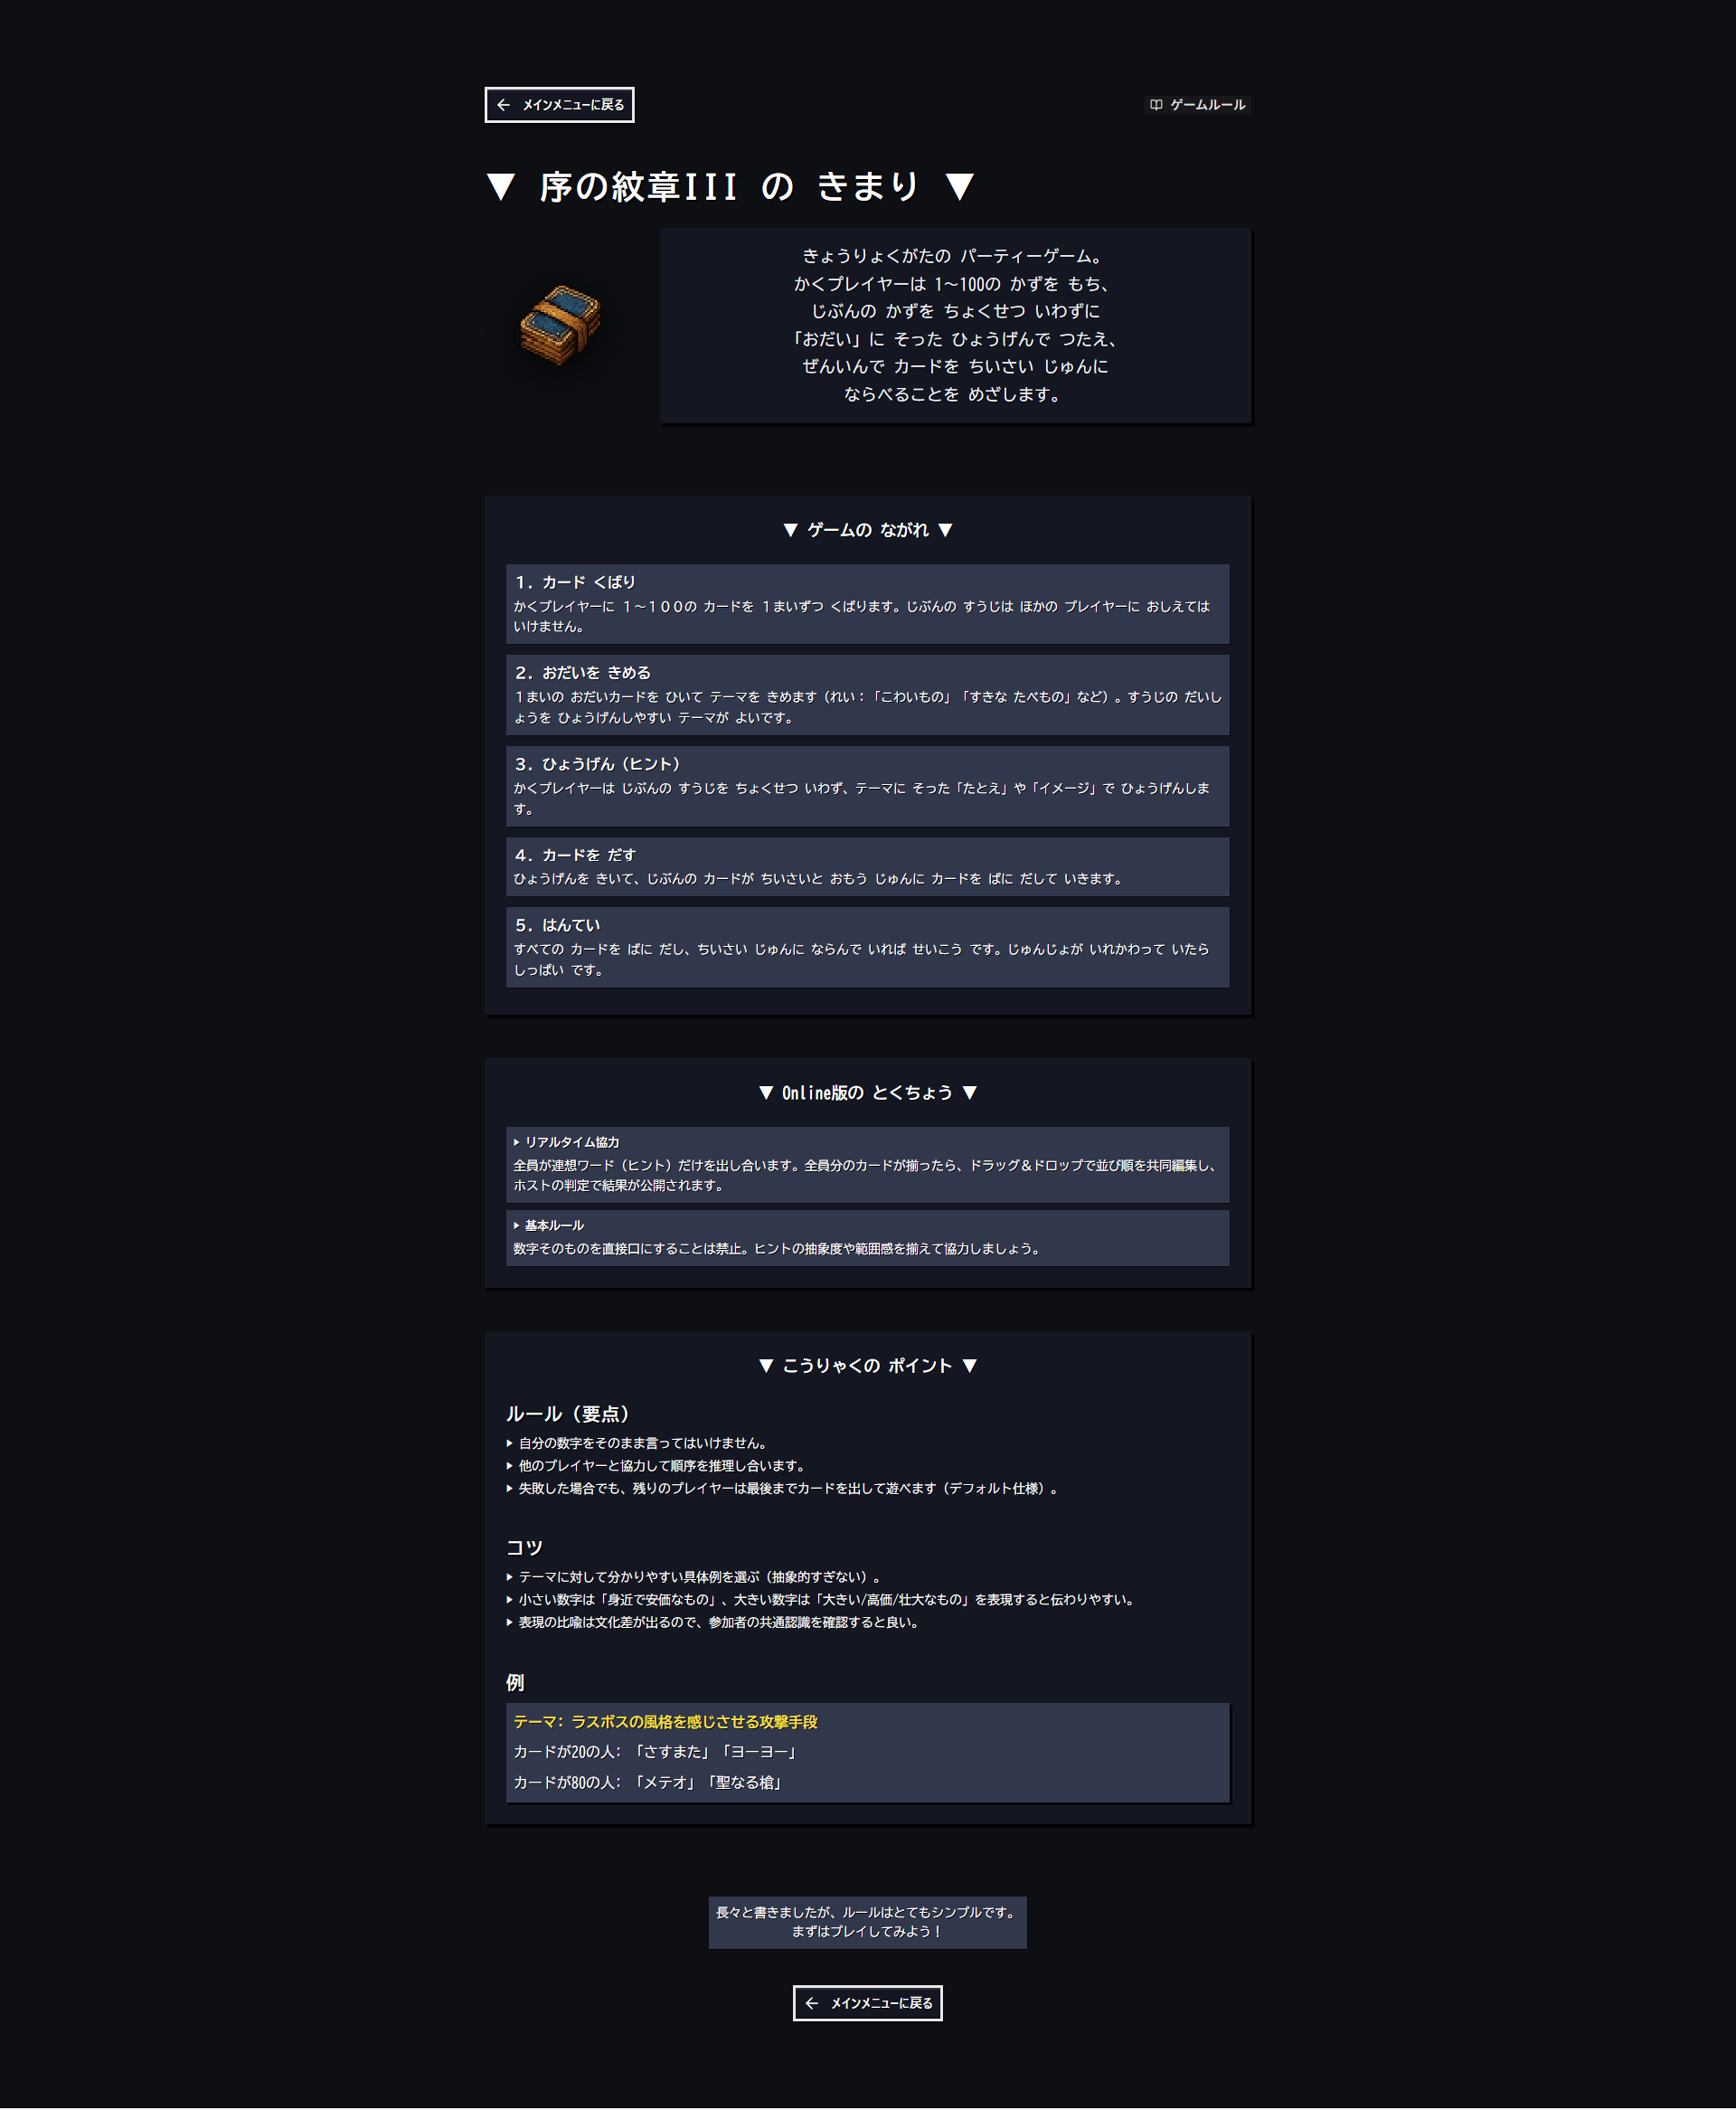 ← メインメニューに戻る
ゲームルール
▼ 序の紋章III の きまり ▼
きょうりょくがたの パーティーゲーム。
かくプレイヤーは 1〜100の かずを もち、
じぶんの かずを ちょくせつ いわずに
「おだい」に そった ひょうげんで つたえ、
ぜんいんで カードを ちいさい じゅんに
ならべることを めざします。
▼ ゲームの ながれ ▼
１．カード くばり
かくプレイヤーに １〜１００の カードを １まいずつ くばります。じぶんの すうじは ほかの プレイヤーに おしえては
いけません。
２．おだいを きめる
１まいの おだいカードを ひいて テーマを きめます（れい：「こわいもの」「すきな たべもの」など）。すうじの だいし
ょうを ひょうげんしやすい テーマが よいです。
３．ひょうげん（ヒント）
かくプレイヤーは じぶんの すうじを ちょくせつ いわず、テーマに そった「たとえ」や「イメージ」で ひょうげんしま
す。
４．カードを だす
ひょうげんを きいて、じぶんの カードが ちいさいと おもう じゅんに カードを ばに だして いきます。
５．はんてい
すべての カードを ばに だし、ちいさい じゅんに ならんで いれば せいこう です。じゅんじょが いれかわって いたら
しっぱい です。
▼ Online版の とくちょう ▼
▶ リアルタイム協力
全員が連想ワード（ヒント）だけを出し合います。全員分のカードが揃ったら、ドラッグ＆ドロップで並び順を共同編集し、
ホストの判定で結果が公開されます。
▶ 基本ルール
数字そのものを直接口にすることは禁止。ヒントの抽象度や範囲感を揃えて協力しましょう。
▼ こうりゃくの ポイント ▼
ルール（要点）
▶ 自分の数字をそのまま言ってはいけません。
▶ 他のプレイヤーと協力して順序を推理し合います。
▶ 失敗した場合でも、残りのプレイヤーは最後までカードを出して遊べます（デフォルト仕様）。
コツ
▶ テーマに対して分かりやすい具体例を選ぶ（抽象的すぎない）。
▶ 小さい数字は「身近で安価なもの」、大きい数字は「大きい/高価/壮大なもの」を表現すると伝わりやすい。
▶ 表現の比喩は文化差が出るので、参加者の共通認識を確認すると良い。
例
テーマ: ラスボスの風格を感じさせる攻撃手段
カードが20の人: 「さすまた」「ヨーヨー」
カードが80の人: 「メテオ」「聖なる槍」
長々と書きましたが、ルールはとてもシンプルです。
まずはプレイしてみよう！
← メインメニューに戻る